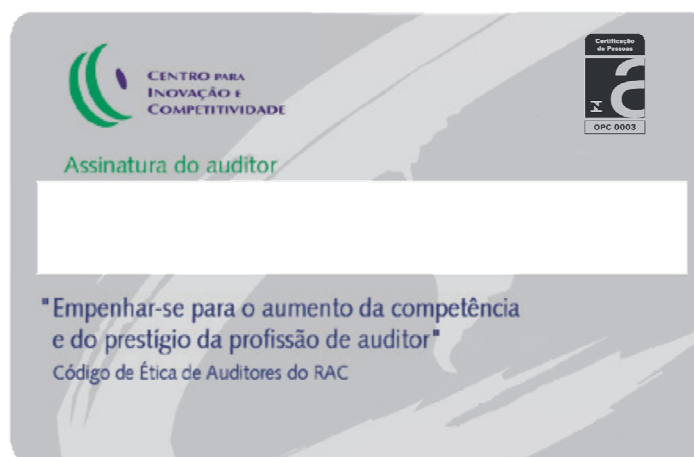 CENTRO PARA
INOVAÇÃO E
COMPETITIVIDADE
Certificação
de Pessoas
OPC 0003
Assinatura do auditor
"Empenhar-se para o aumento da competência
e do prestígio da profissão de auditor"
Código de Ética de Auditores do RAC